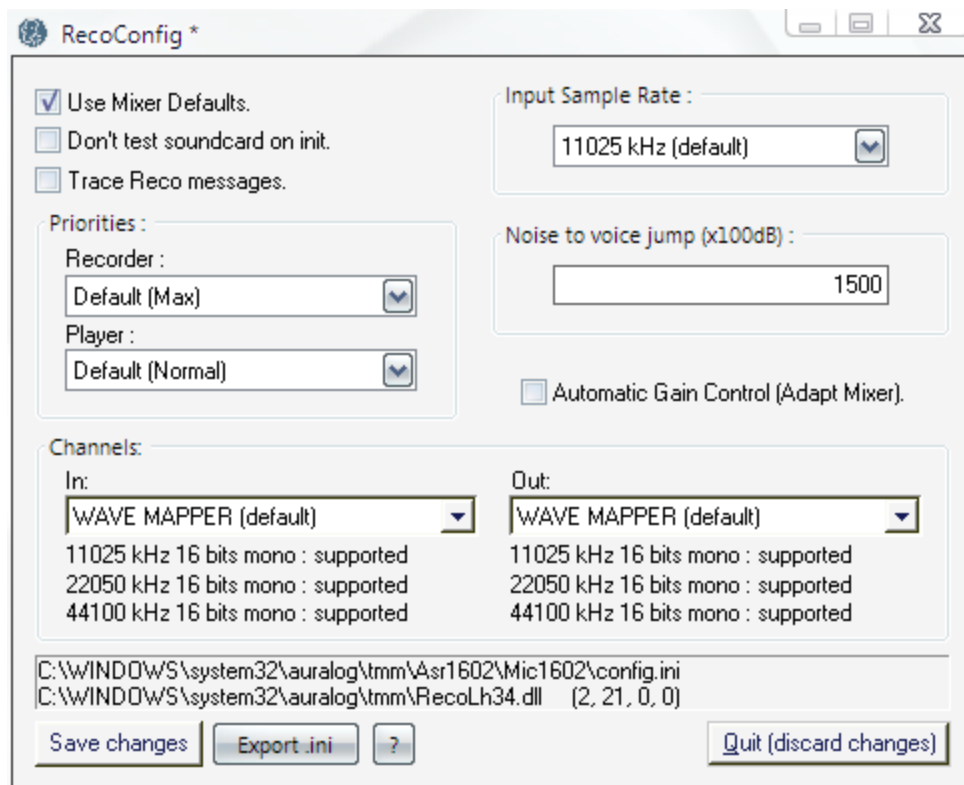 RecoConfig *
Use Mixer Defaults.
Don't test soundcard on init.
Trace Reco messages.
Input Sample Rate :
11025 kHz (default)
Priorities :
Recorder :
Default (Max)
Player :
Default (Normal)
Noise to voice jump (x100dB) :
1500
Automatic Gain Control (Adapt Mixer).
Channels:
In:
WAVE MAPPER (default)
11025 kHz 16 bits mono : supported
22050 kHz 16 bits mono : supported
44100 kHz 16 bits mono : supported
Out:
WAVE MAPPER (default)
11025 kHz 16 bits mono : supported
22050 kHz 16 bits mono : supported
44100 kHz 16 bits mono : supported
C:\WINDOWS\system32\auralog\tmm\Asr1602\Mic1602\config.ini
C:\WINDOWS\system32\auralog\tmm\RecoLh34.dll (2, 21, 0, 0)
Save changes
Export .ini
?
Quit (discard changes)